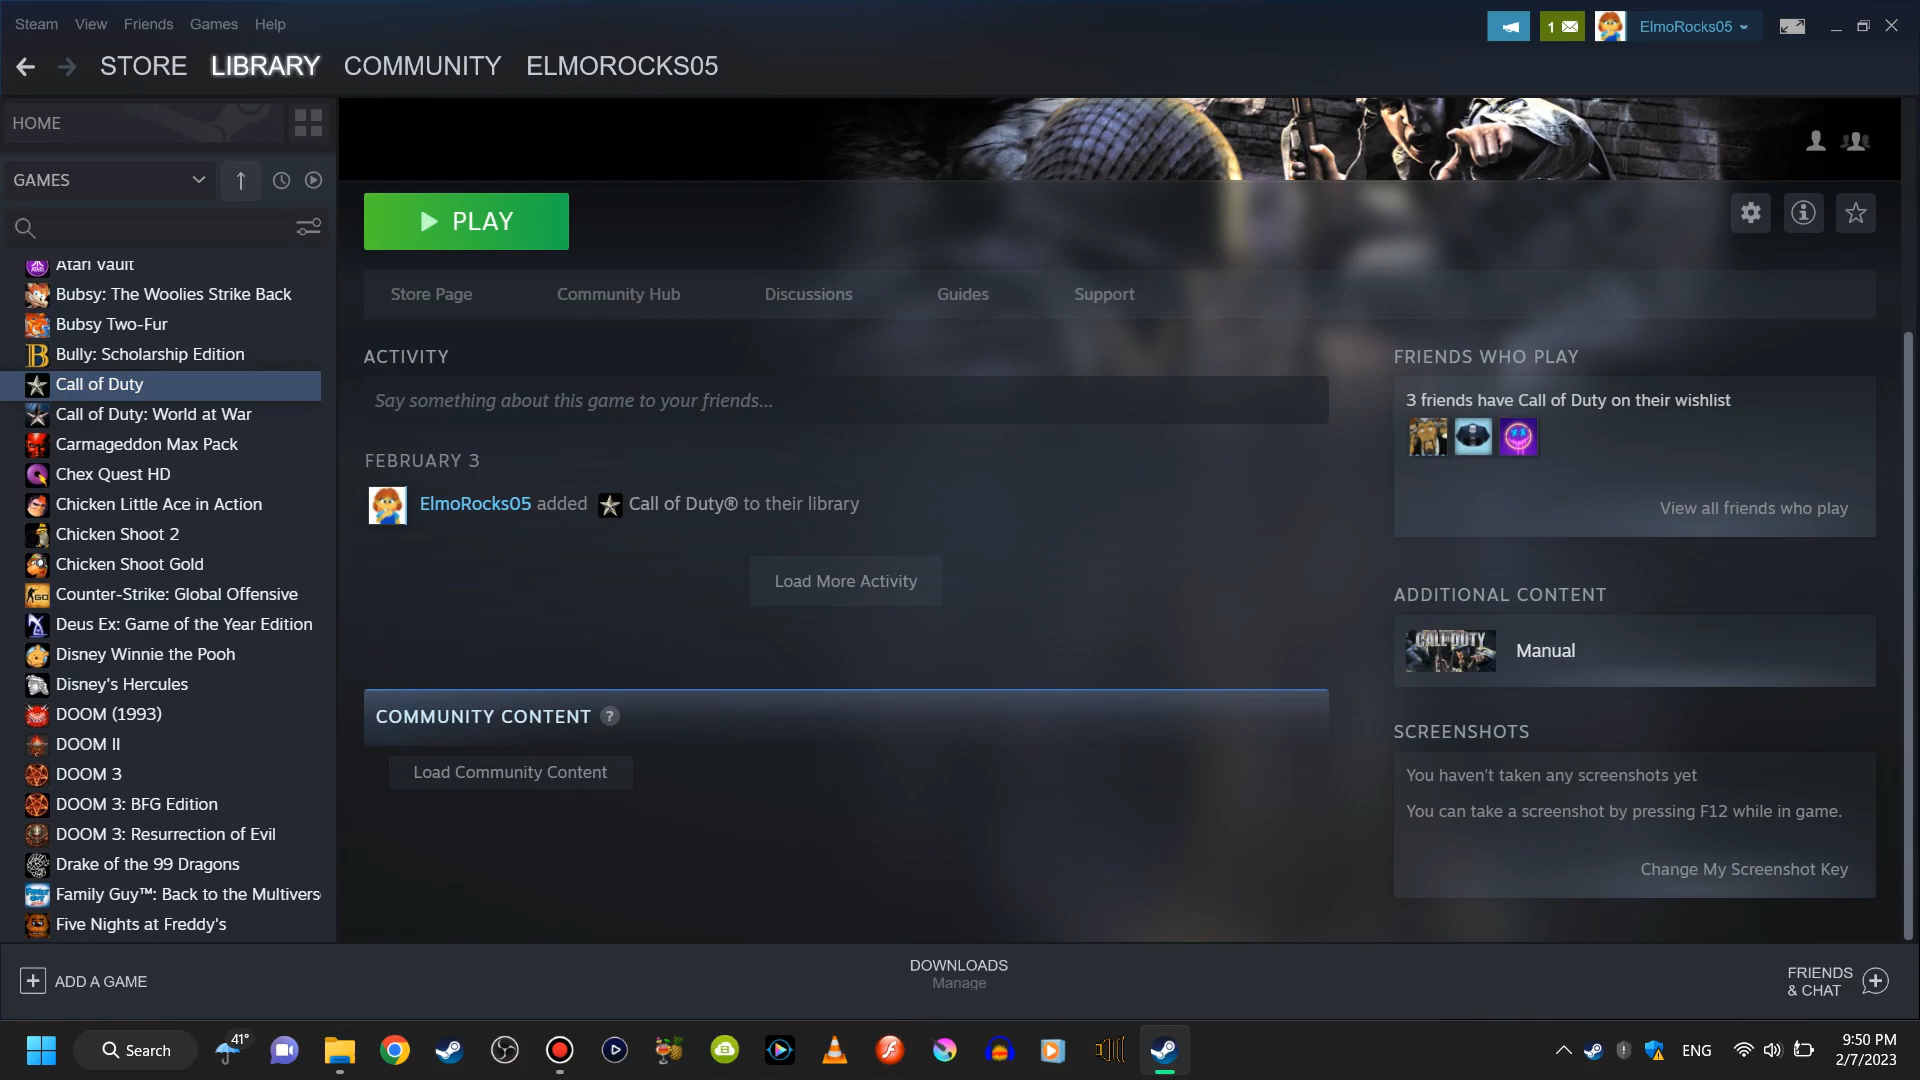 Steam View Friends Games Help
1 ElmoRocks05
STORE LIBRARY COMMUNITY ELMOROCKS05
HOME
GAMES
Atari Vault
Bubsy: The Woolies Strike Back
Bubsy Two-Fur
Bully: Scholarship Edition
Call of Duty
Call of Duty: World at War
Carmageddon Max Pack
Chex Quest HD
Chicken Little Ace in Action
Chicken Shoot 2
Chicken Shoot Gold
Counter-Strike: Global Offensive
Deus Ex: Game of the Year Edition
Disney Winnie the Pooh
Disney's Hercules
DOOM (1993)
DOOM II
DOOM 3
DOOM 3: BFG Edition
DOOM 3: Resurrection of Evil
Drake of the 99 Dragons
Family Guy™: Back to the Multivers
Five Nights at Freddy's
PLAY
Store Page Community Hub Discussions Guides Support
ACTIVITY
Say something about this game to your friends...
FEBRUARY 3
ElmoRocks05 added Call of Duty® to their library
Load More Activity
COMMUNITY CONTENT ?
Load Community Content
FRIENDS WHO PLAY
3 friends have Call of Duty on their wishlist
View all friends who play
ADDITIONAL CONTENT
CALL OF DUTY
Manual
SCREENSHOTS
You haven't taken any screenshots yet
You can take a screenshot by pressing F12 while in game.
Change My Screenshot Key
ADD A GAME
DOWNLOADS
Manage
FRIENDS
& CHAT
Search
41°
ENG
9:50 PM
2/7/2023